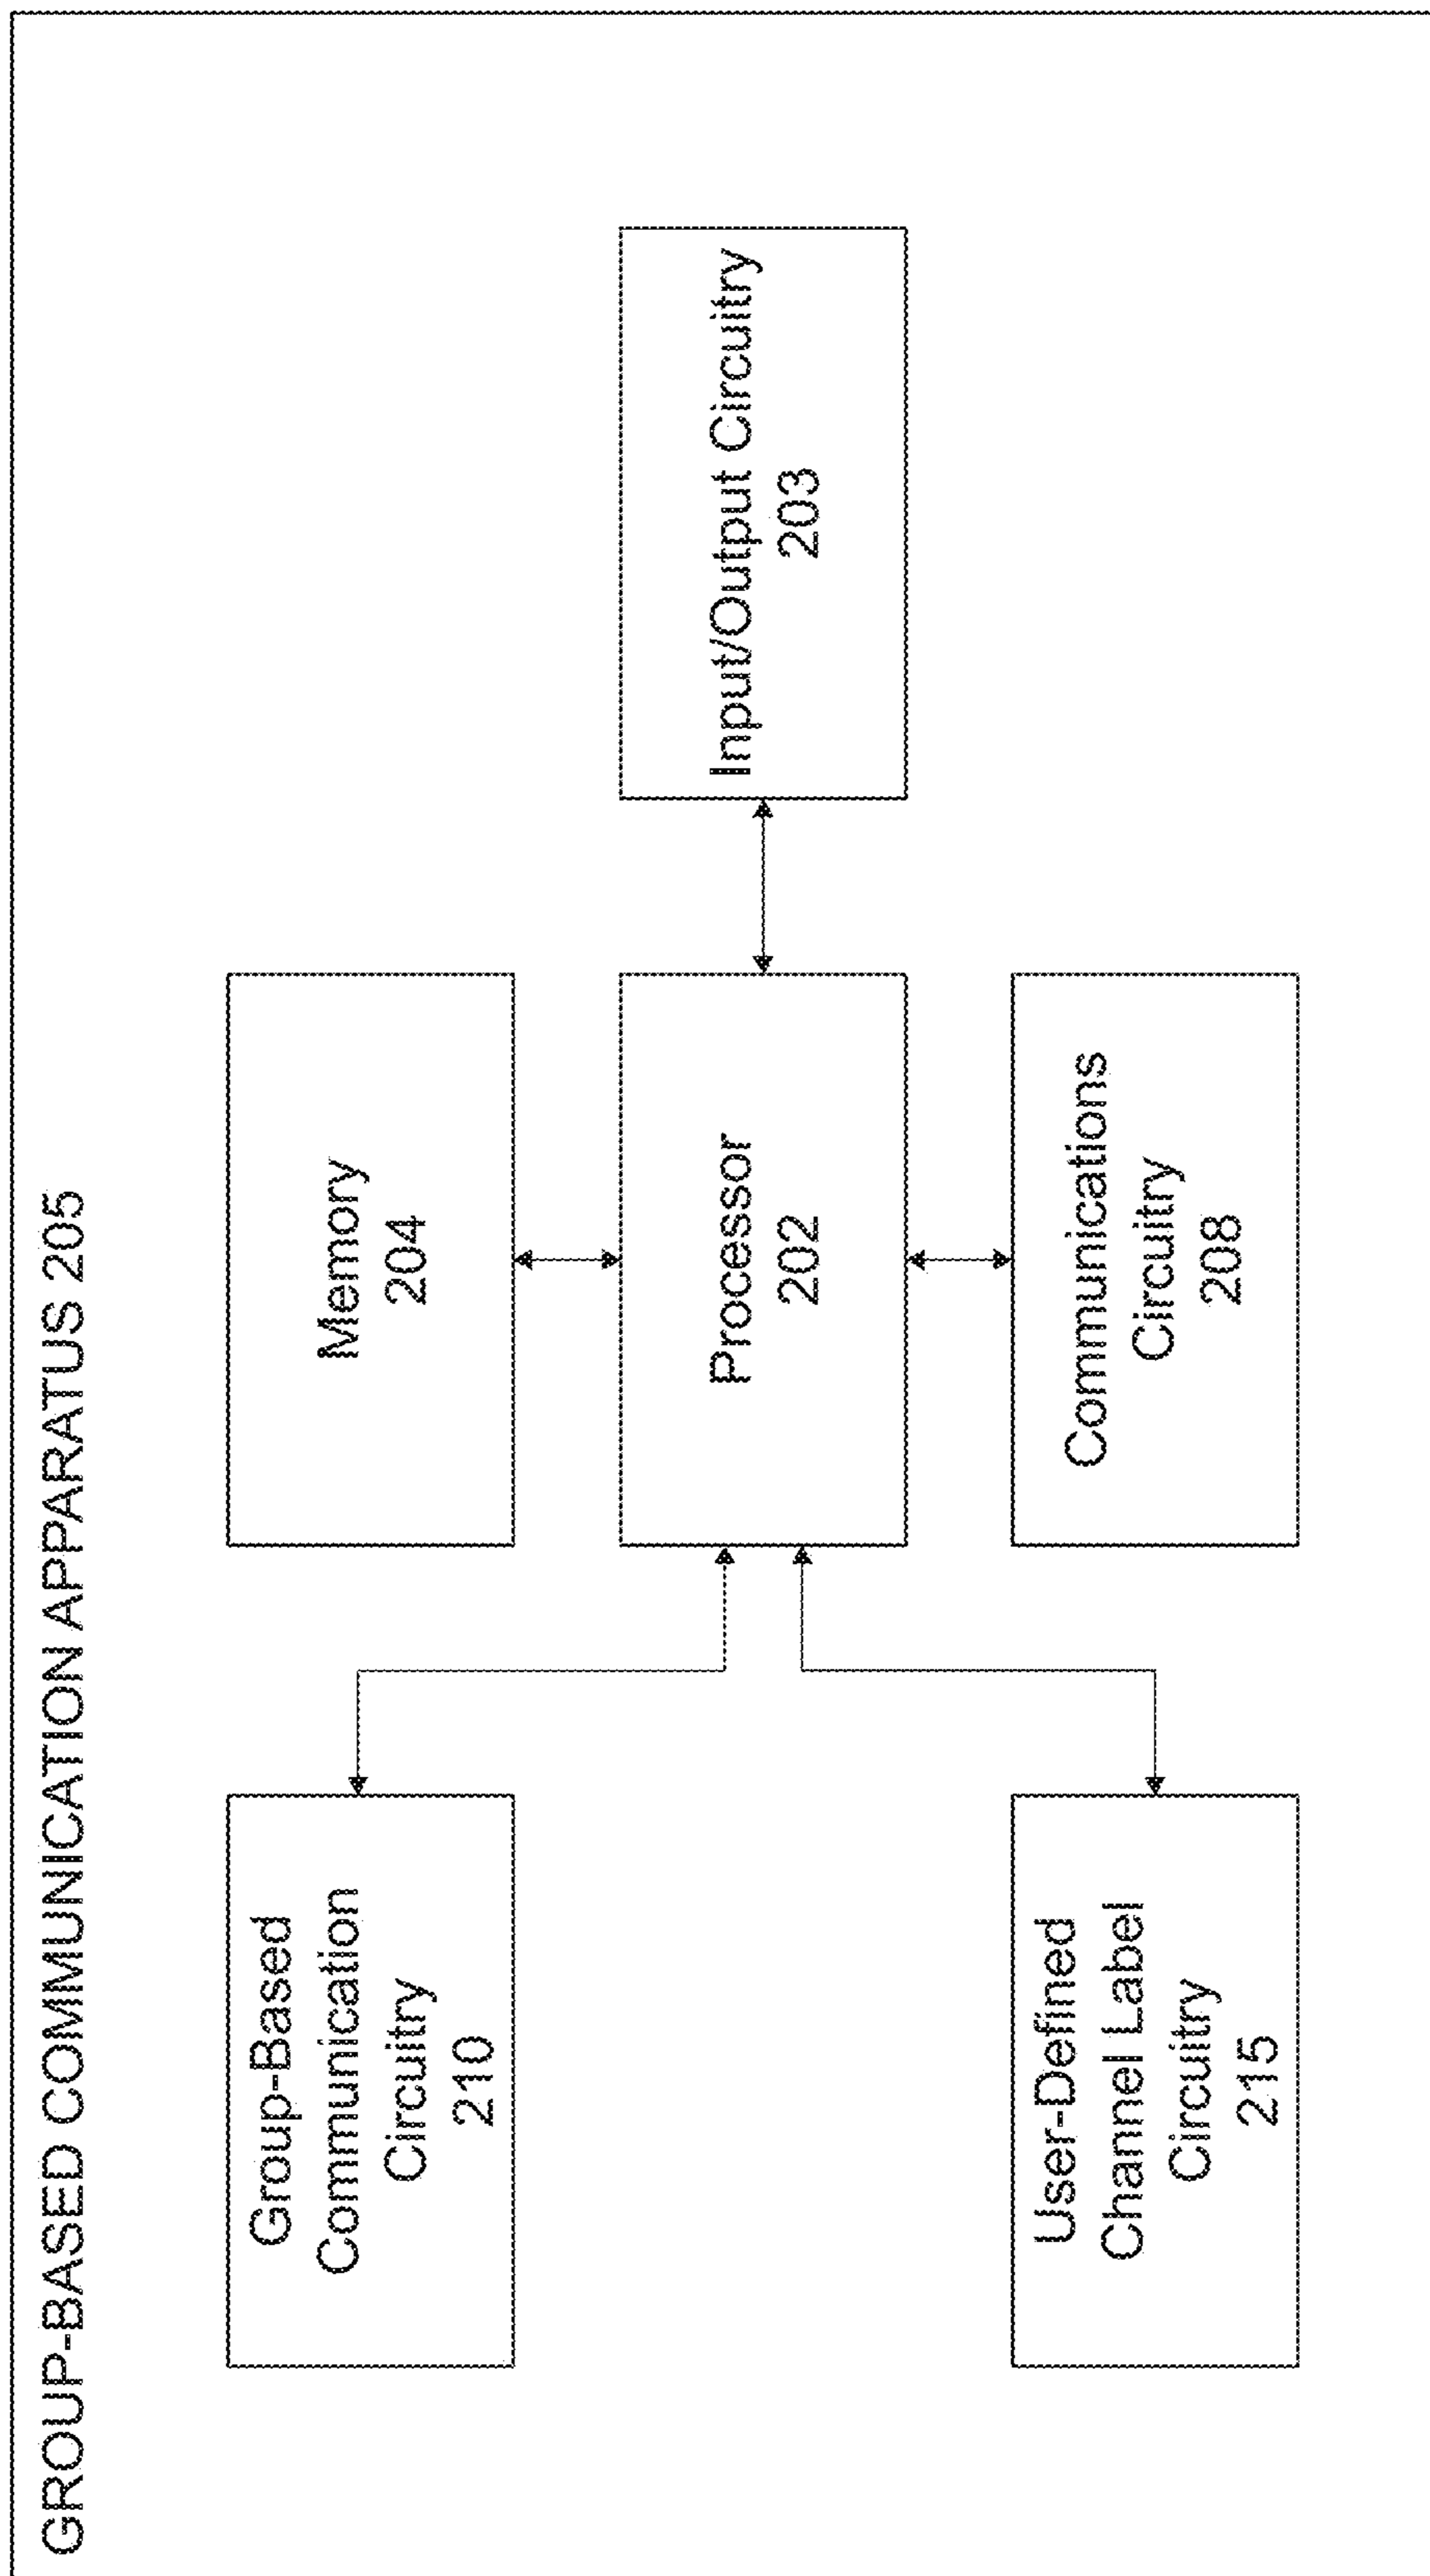 GROUP-BASED COMMUNICATION APPARATUS 205
Group-Based
Communication
Circuitry
210
Memory
204
User-Defined
Channel Label
Circuitry
215
Processor
202
Communications
Circuitry
208
Input/Output Circuitry
203